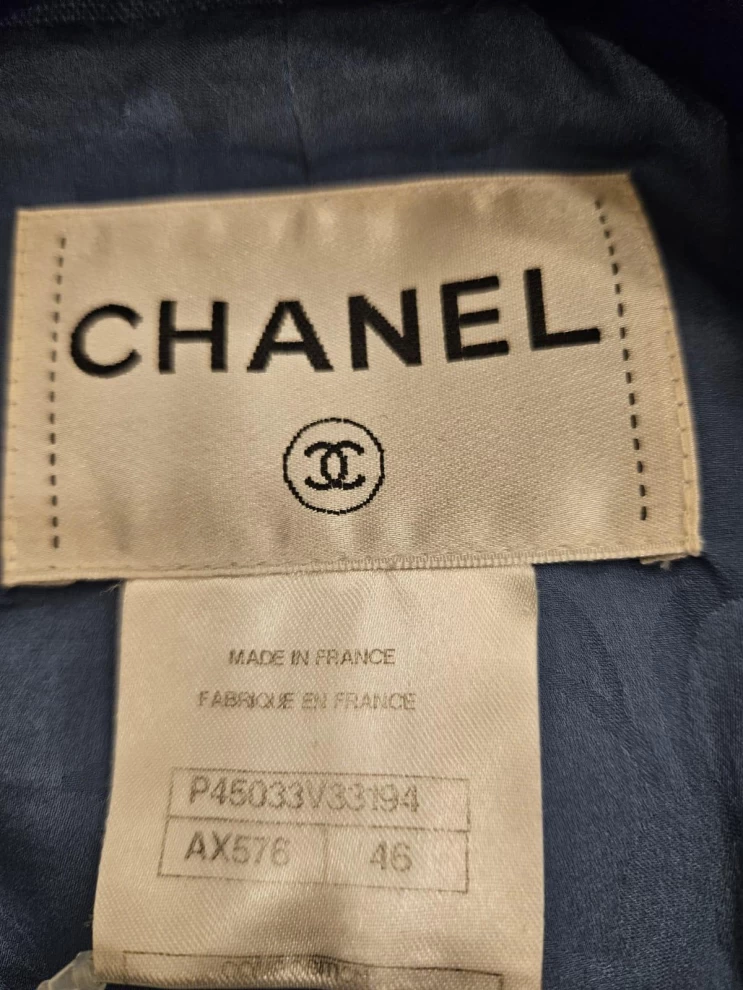 CHANEL
MADE IN FRANCE
FABRIQUE EN FRANCE
P45033V33194
AX576 46